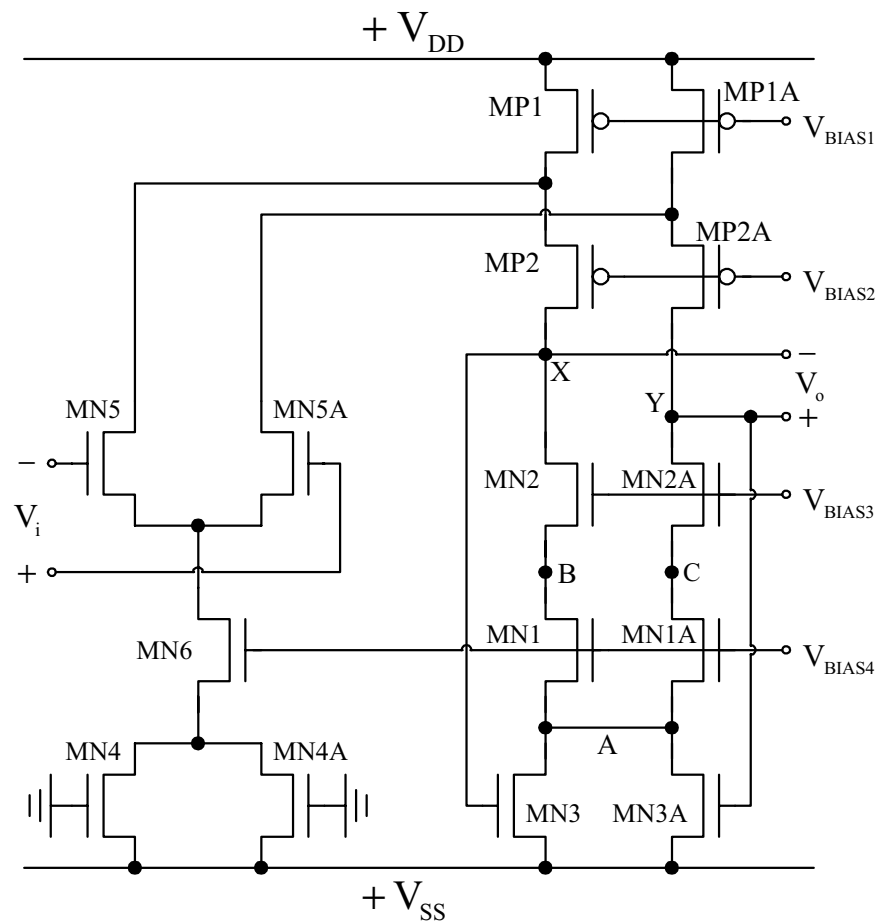 + V_DD
MP1
MP1A
V_BIAS1
MP2
MP2A
V_BIAS2
X
−
V_o
Y
+
MN5
MN5A
−
V_i
+
MN2
MN2A
V_BIAS3
B
C
MN6
MN1
MN1A
V_BIAS4
A
MN4
MN4A
MN3
MN3A
+ V_SS